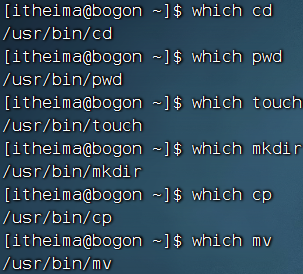 [itheima@bogon ~]$ which cd
/usr/bin/cd
[itheima@bogon ~]$ which pwd
/usr/bin/pwd
[itheima@bogon ~]$ which touch
/usr/bin/touch
[itheima@bogon ~]$ which mkdir
/usr/bin/mkdir
[itheima@bogon ~]$ which cp
/usr/bin/cp
[itheima@bogon ~]$ which mv
/usr/bin/mv